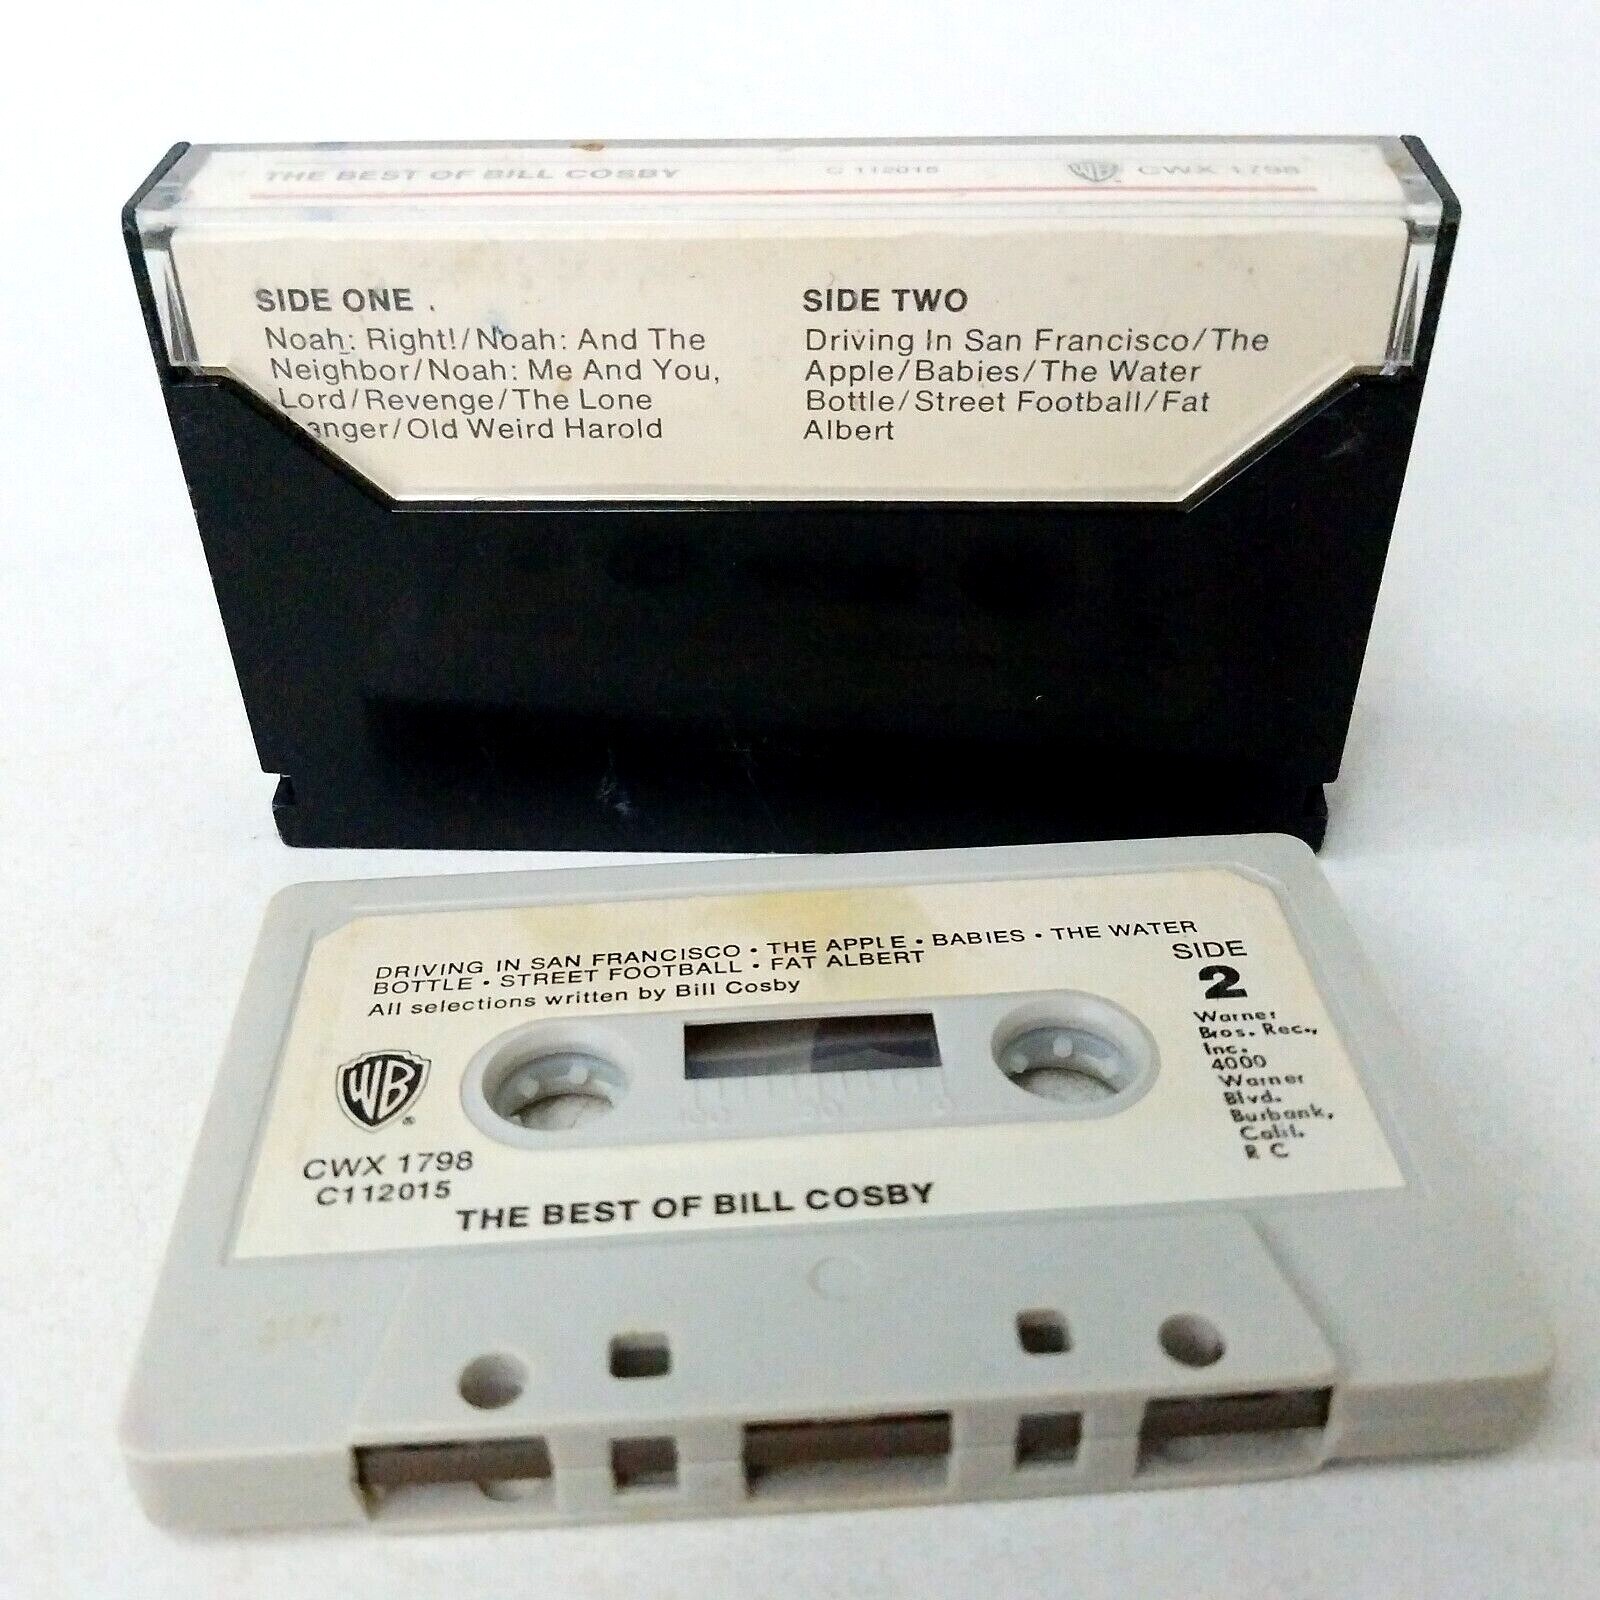 THE BEST OF BILL COSBY C 112015 WB CWX 1798
SIDE ONE
Noah: Right!/Noah: And The
Neighbor/Noah: Me And You,
Lord/Revenge/The Lone
anger/Old Weird Harold
SIDE TWO
Driving In San Francisco/The
Apple/Babies/The Water
Bottle/Street Football/Fat
Albert
DRIVING IN SAN FRANCISCO • THE APPLE • BABIES • THE WATER
BOTTLE • STREET FOOTBALL • FAT ALBERT
All selections written by Bill Cosby
SIDE
2
Warner
Bros. Rec.,
Inc.
4000
Warner
Blvd.
Burbank,
Calif.
R C
WB ®
CWX 1798
C112015
THE BEST OF BILL COSBY